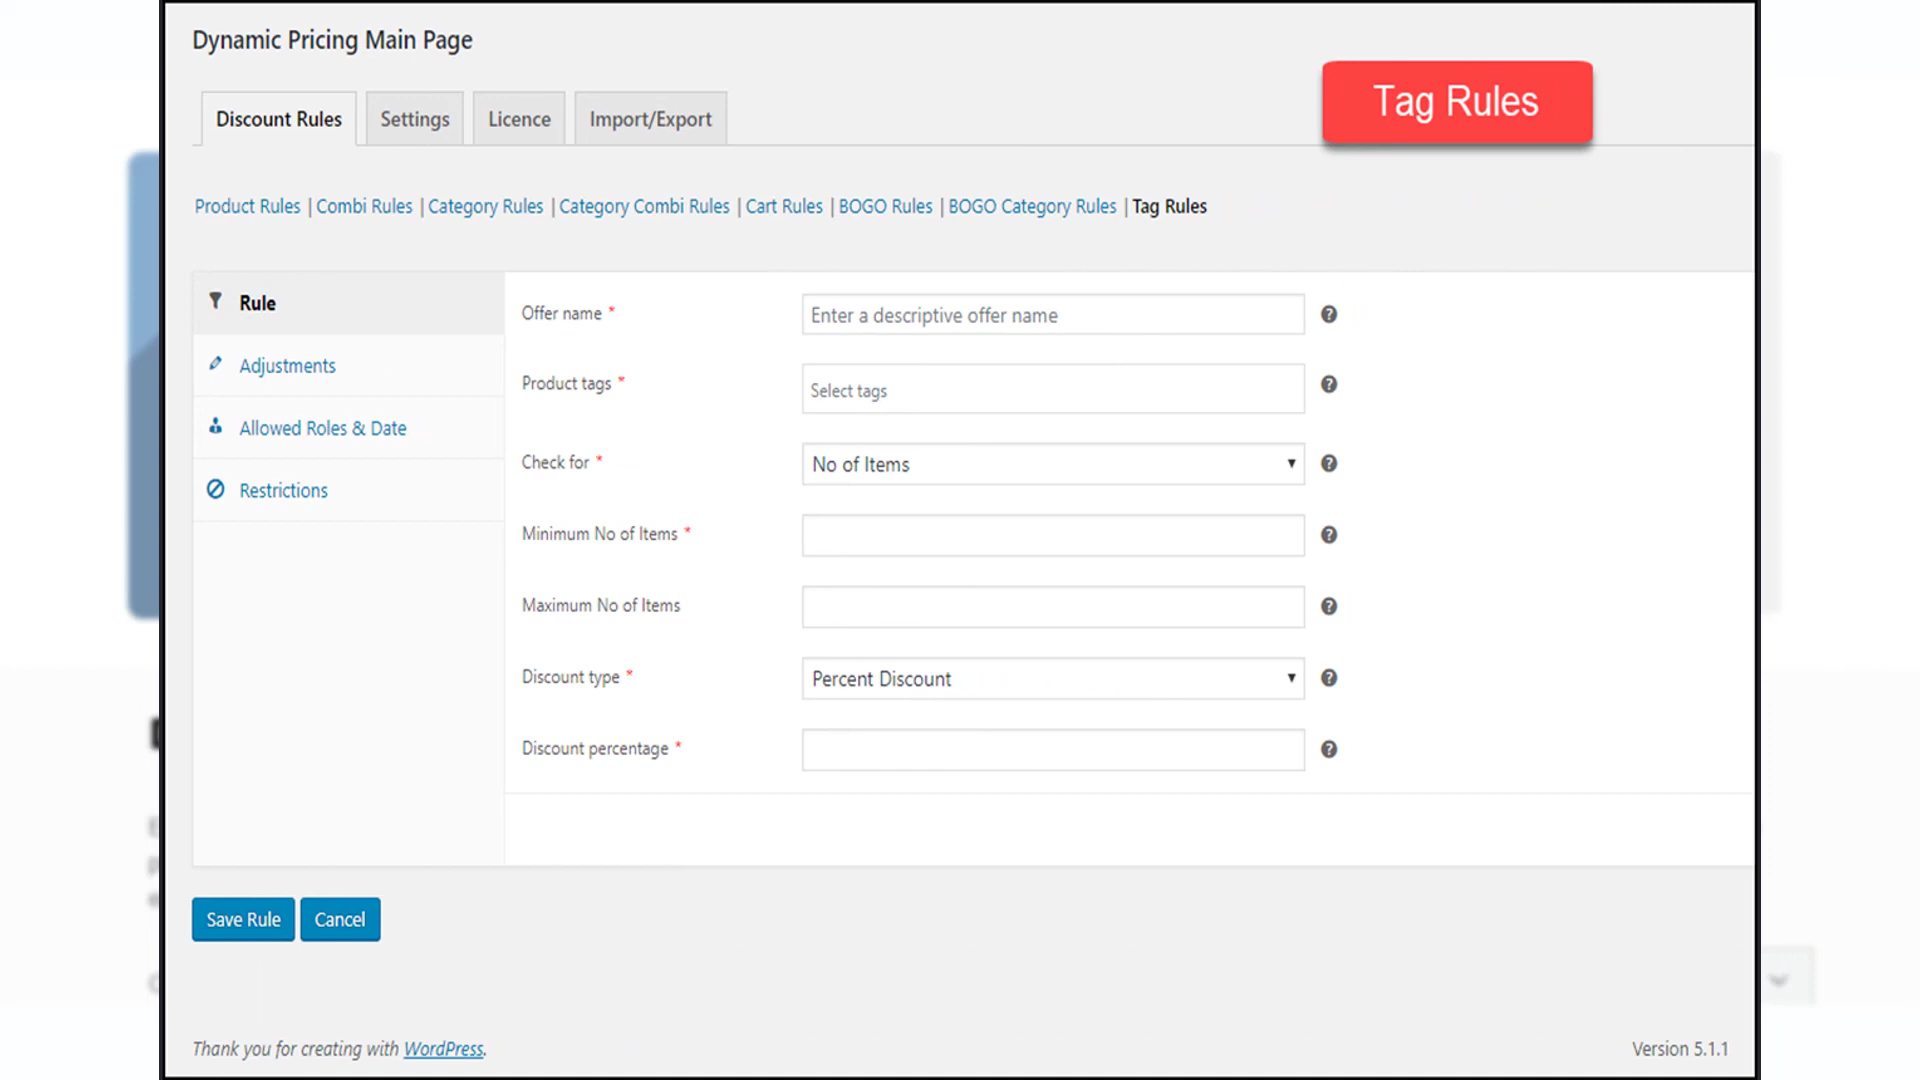 Dynamic Pricing Main Page
Tag Rules
Discount Rules Settings Licence Import/Export
Product Rules | Combi Rules | Category Rules | Category Combi Rules | Cart Rules | BOGO Rules | BOGO Category Rules | Tag Rules
Rule
Adjustments
Allowed Roles & Date
Restrictions
Offer name * Enter a descriptive offer name
Product tags * Select tags
Check for * No of Items
Minimum No of Items *
Maximum No of Items
Discount type * Percent Discount
Discount percentage *
Save Rule Cancel
Thank you for creating with WordPress.
Version 5.1.1